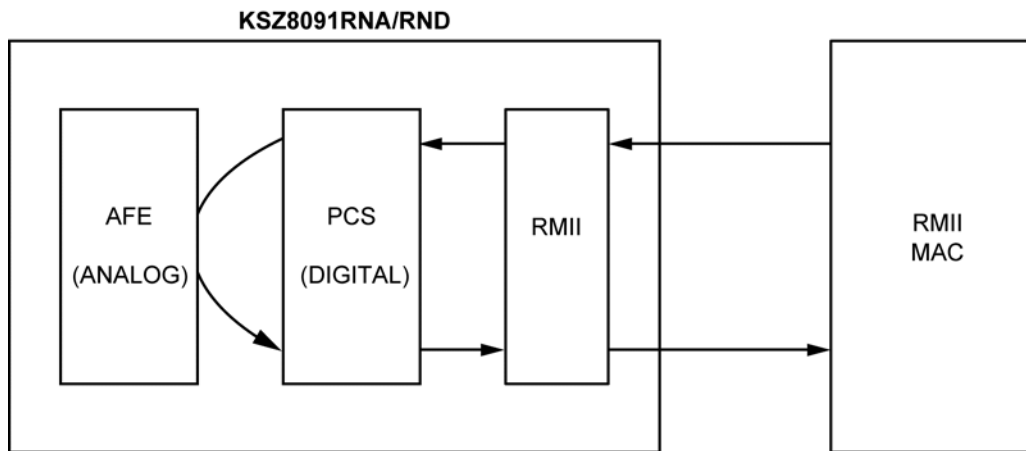 KSZ8091RNA/RND
AFE
(ANALOG)
PCS
(DIGITAL)
RMII
RMII
MAC